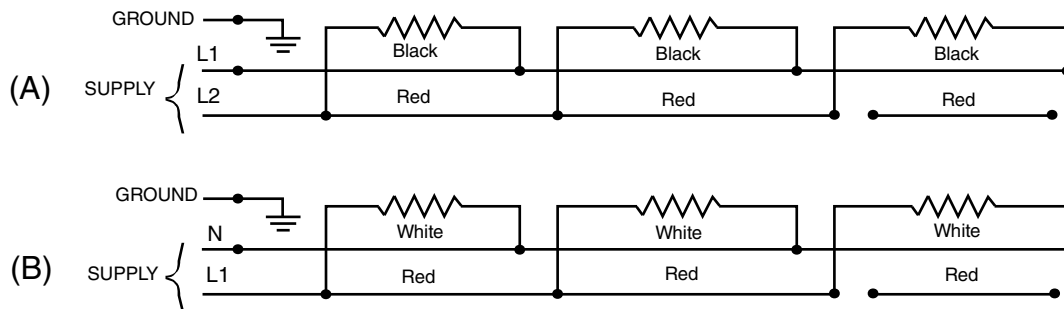 GROUND
L1
Black Black Black
(A) SUPPLY
L2
Red Red Red
GROUND
N
White White White
(B) SUPPLY
L1
Red Red Red